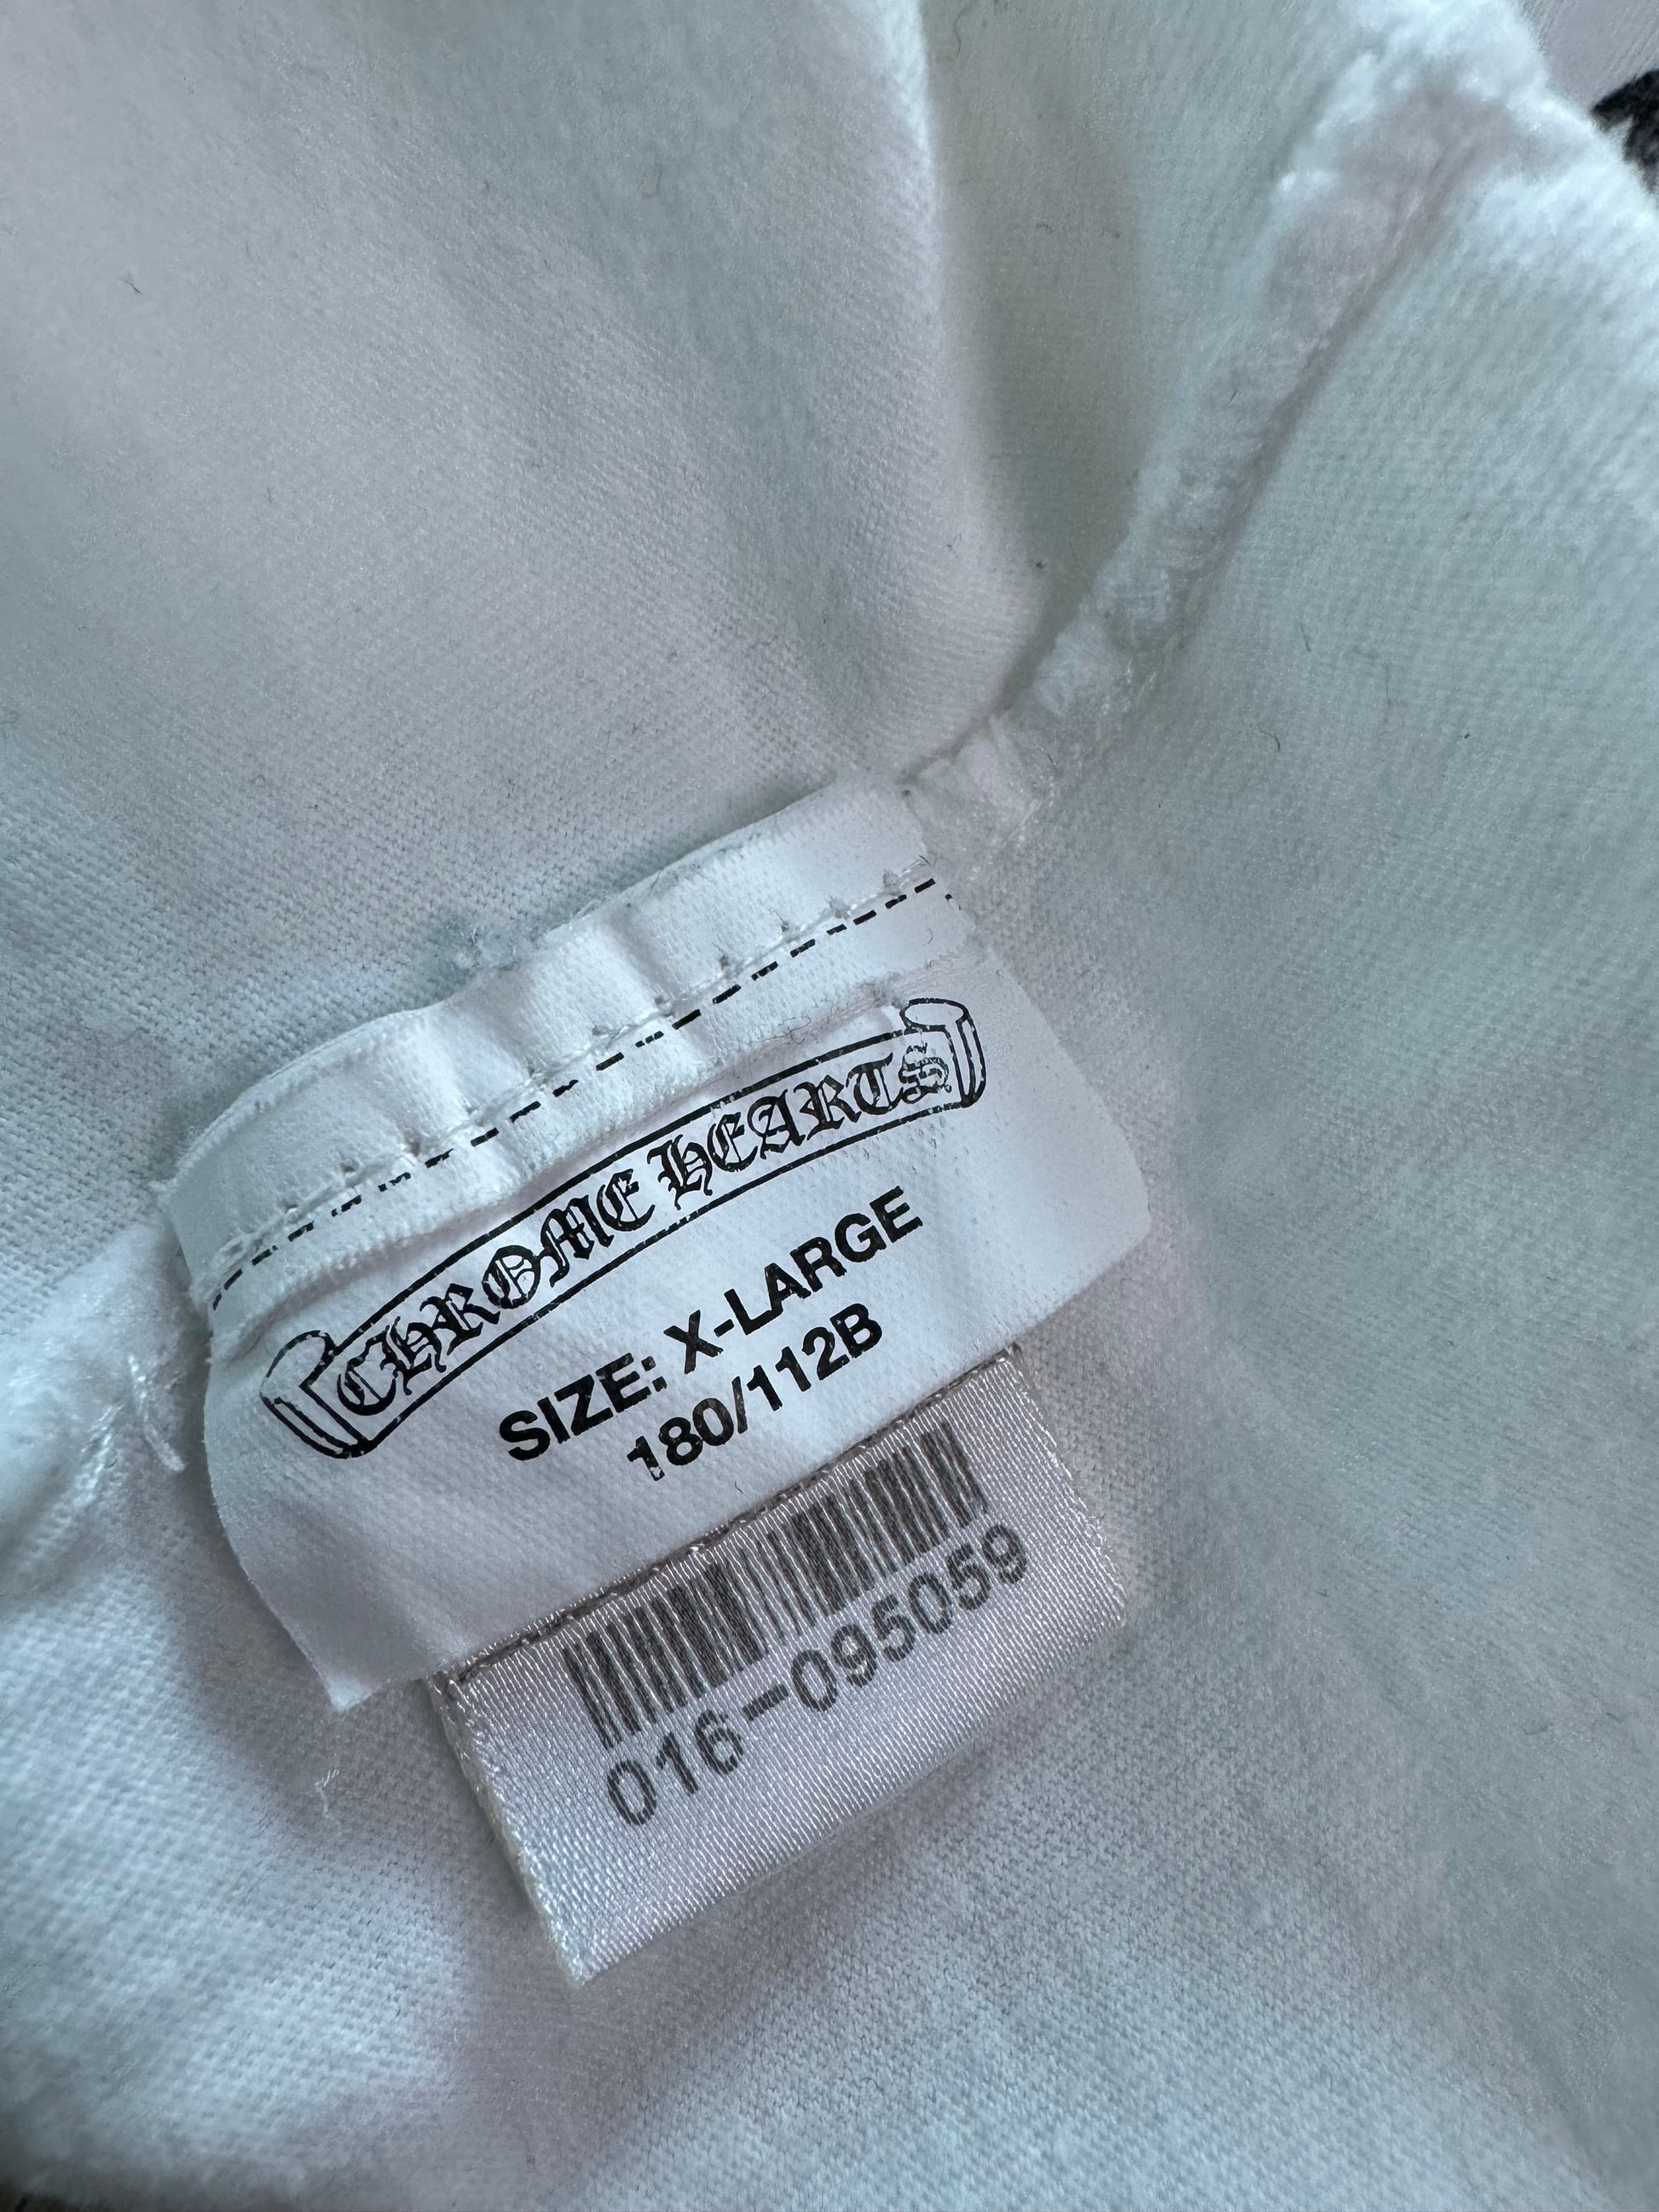 CHROME HEARTS
SIZE: X-LARGE
180/112B
016-095059